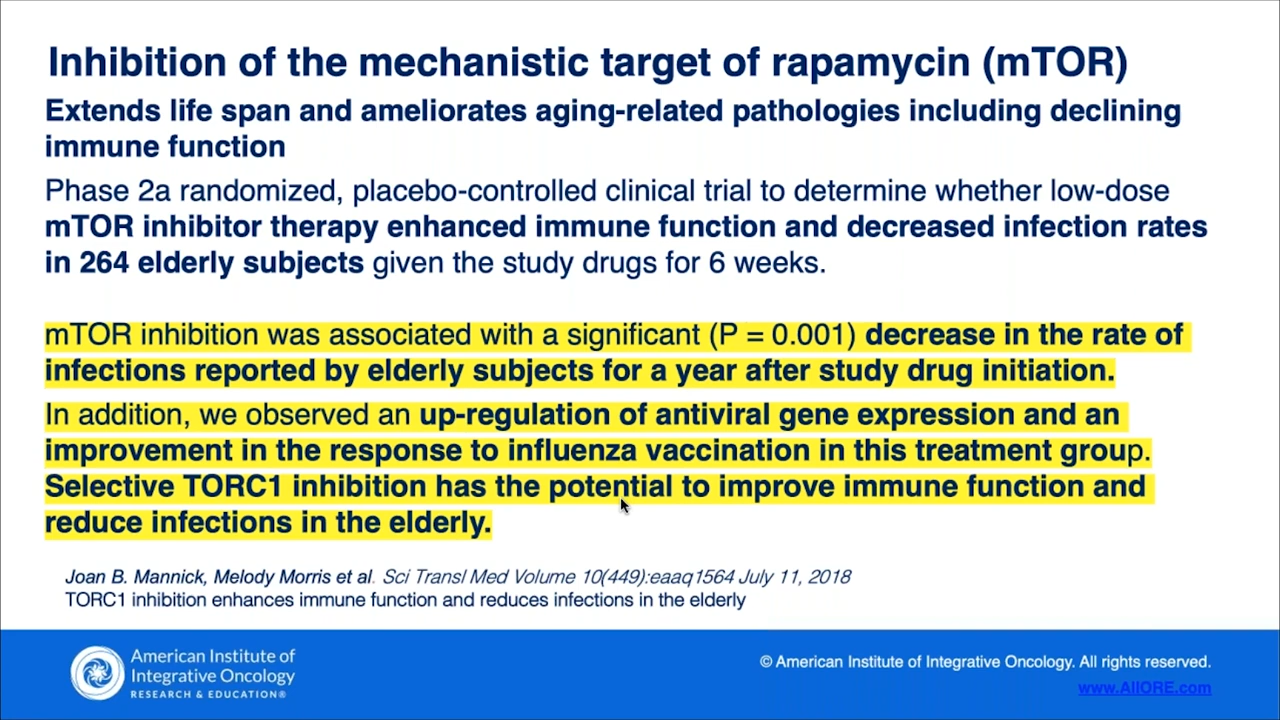 Inhibition of the mechanistic target of rapamycin (mTOR)
Extends life span and ameliorates aging-related pathologies including declining
immune function
Phase 2a randomized, placebo-controlled clinical trial to determine whether low-dose
mTOR inhibitor therapy enhanced immune function and decreased infection rates
in 264 elderly subjects given the study drugs for 6 weeks.
mTOR inhibition was associated with a significant (P = 0.001) decrease in the rate of
infections reported by elderly subjects for a year after study drug initiation.
In addition, we observed an up-regulation of antiviral gene expression and an
improvement in the response to influenza vaccination in this treatment group.
Selective TORC1 inhibition has the potential to improve immune function and
reduce infections in the elderly.
Joan B. Mannick, Melody Morris et al. Sci Transl Med Volume 10(449):eaaq1564 July 11, 2018
TORC1 inhibition enhances immune function and reduces infections in the elderly
American Institute of
Integrative Oncology
RESEARCH & EDUCATION®
© American Institute of Integrative Oncology. All rights reserved.
www.AIIORE.com